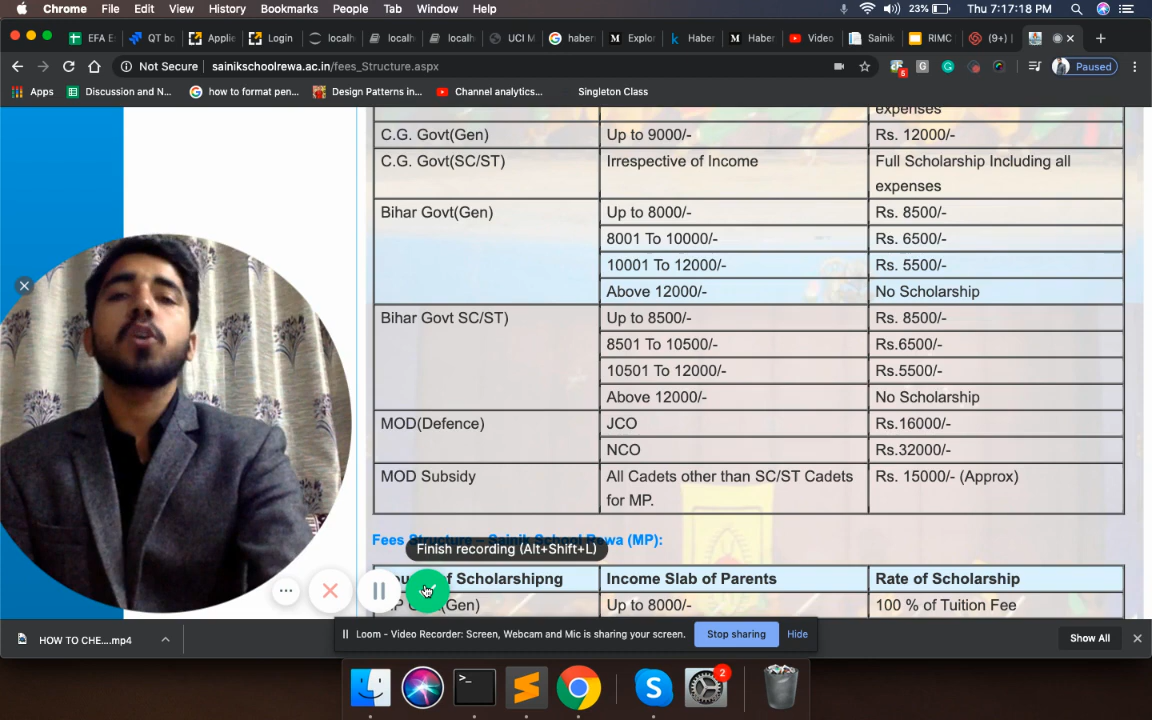 Chrome File Edit View History Bookmarks People Tab Window Help 23% Thu 7:17:18 PM
EFA E QT bo Applie Login localh localh localh UCI M haber Explor Haber Haber Video Sainik RIMC (9+) |
Not Secure | sainikschoolrewa.ac.in/fees_Structure.aspx 6 Paused
Apps Discussion and N... how to format pen... Design Patterns in... Channel analytics... Singleton Class
expenses
C.G. Govt(Gen) Up to 9000/- Rs. 12000/-
C.G. Govt(SC/ST) Irrespective of Income Full Scholarship Including all
expenses
Bihar Govt(Gen) Up to 8000/- Rs. 8500/-
8001 To 10000/- Rs. 6500/-
10001 To 12000/- Rs. 5500/-
Above 12000/- No Scholarship
Bihar Govt SC/ST) Up to 8500/- Rs. 8500/-
8501 To 10500/- Rs.6500/-
10501 To 12000/- Rs.5500/-
Above 12000/- No Scholarship
MOD(Defence) JCO Rs.16000/-
NCO Rs.32000/-
MOD Subsidy All Cadets other than SC/ST Cadets Rs. 15000/- (Approx)
for MP.
Fees Structure – Sainik School Rewa (MP):
Finish recording (Alt+Shift+L)
of Scholarshipng Income Slab of Parents Rate of Scholarship
(Gen) Up to 8000/- 100 % of Tuition Fee
Loom - Video Recorder: Screen, Webcam and Mic is sharing your screen. Stop sharing Hide
HOW TO CHE....mp4 Show All
>_ S 2